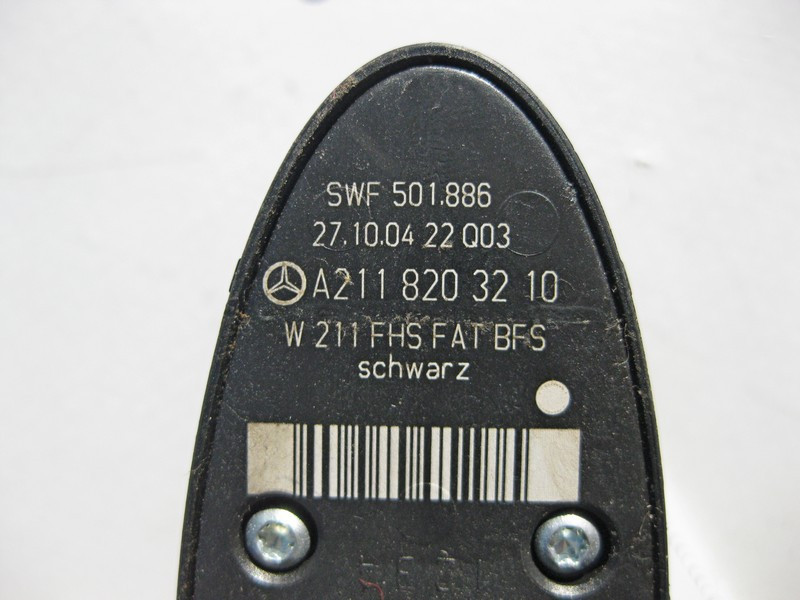 SWF 501.886
27.10.04 22 Q03
A211 820 32 10
W 211 FHS FAT BFS
schwarz